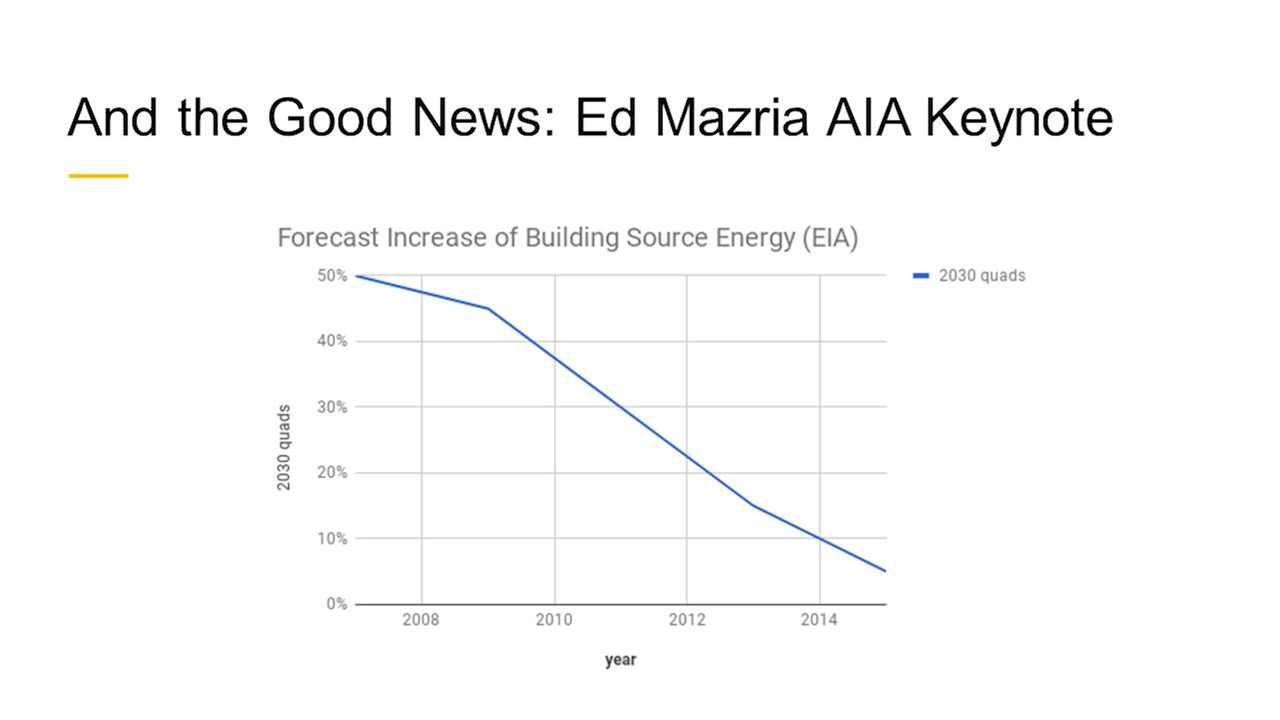 And the Good News: Ed Mazria AIA Keynote
Forecast Increase of Building Source Energy (EIA)
2030 quads
50%
40%
30%
20%
10%
0%
2030 quads
2008
2010
2012
2014
year